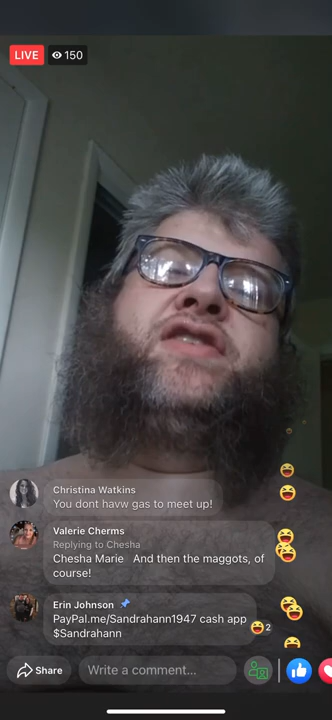 LIVE 150
Christina Watkins
You dont havw gas to meet up!
Valerie Cherms
Replying to Chesha
Chesha Marie And then the maggots, of
course!
Erin Johnson
PayPal.me/Sandrahann1947 cash app
$Sandrahann
2
Share Write a comment...